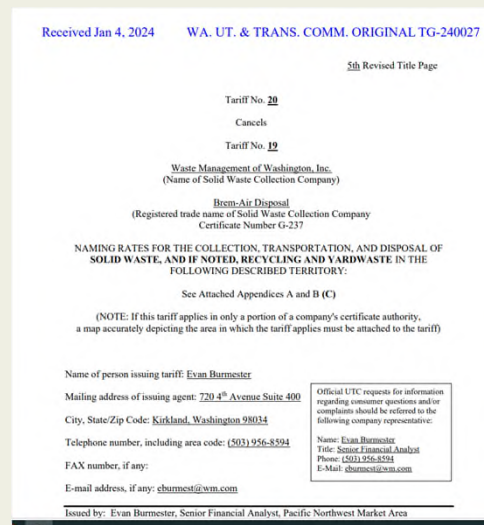 Received Jan 4, 2024 WA. UT. & TRANS. COMM. ORIGINAL TG-240027
5th Revised Title Page
Tariff No. 20
Cancels
Tariff No. 19
Waste Management of Washington, Inc.
(Name of Solid Waste Collection Company)
Brem-Air Disposal
(Registered trade name of Solid Waste Collection Company
Certificate Number G-237
NAMING RATES FOR THE COLLECTION, TRANSPORTATION, AND DISPOSAL OF
SOLID WASTE, AND IF NOTED, RECYCLING AND YARDWASTE IN THE
FOLLOWING DESCRIBED TERRITORY:
See Attached Appendices A and B (C)
(NOTE: If this tariff applies in only a portion of a company's certificate authority,
a map accurately depicting the area in which the tariff applies must be attached to the tariff)
Name of person issuing tariff: Evan Burmester
Mailing address of issuing agent: 720 4th Avenue Suite 400
City, State/Zip Code: Kirkland, Washington 98034
Telephone number, including area code: (503) 956-8594
FAX number, if any:
E-mail address, if any: eburmest@wm.com
Official UTC requests for information
regarding consumer questions and/or
complaints should be referred to the
following company representative:
Name: Evan Burmester
Title: Senior Financial Analyst
Phone: (503) 956-8594
E-Mail: eburmest@wm.com
Issued by: Evan Burmester, Senior Financial Analyst, Pacific Northwest Market Area